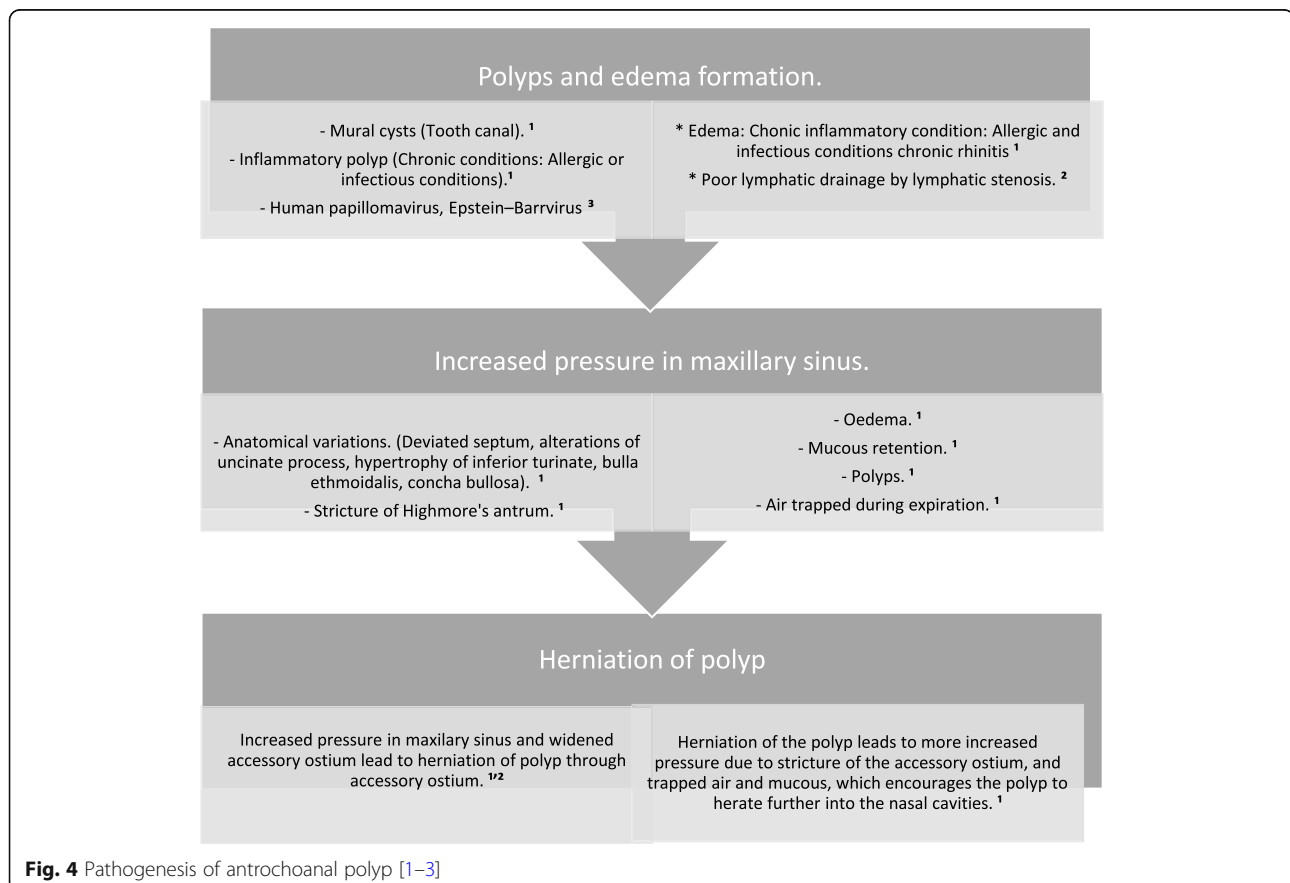 Polyps and edema formation.
- Mural cysts (Tooth canal). ¹
- Inflammatory polyp (Chronic conditions: Allergic or
infectious conditions).¹
- Human papillomavirus, Epstein–Barrvirus ³
* Edema: Chonic inflammatory condition: Allergic and
infectious conditions chronic rhinitis ¹
* Poor lymphatic drainage by lymphatic stenosis. ²
Increased pressure in maxillary sinus.
- Anatomical variations. (Deviated septum, alterations of
uncinate process, hypertrophy of inferior turinate, bulla
ethmoidalis, concha bullosa). ¹
- Stricture of Highmore's antrum. ¹
- Oedema. ¹
- Mucous retention. ¹
- Polyps. ¹
- Air trapped during expiration. ¹
Herniation of polyp
Increased pressure in maxilary sinus and widened
accessory ostium lead to herniation of polyp through
accessory ostium. ¹′²
Herniation of the polyp leads to more increased
pressure due to stricture of the accessory ostium, and
trapped air and mucous, which encourages the polyp to
herate further into the nasal cavities. ¹
Fig. 4 Pathogenesis of antrochoanal polyp [1–3]